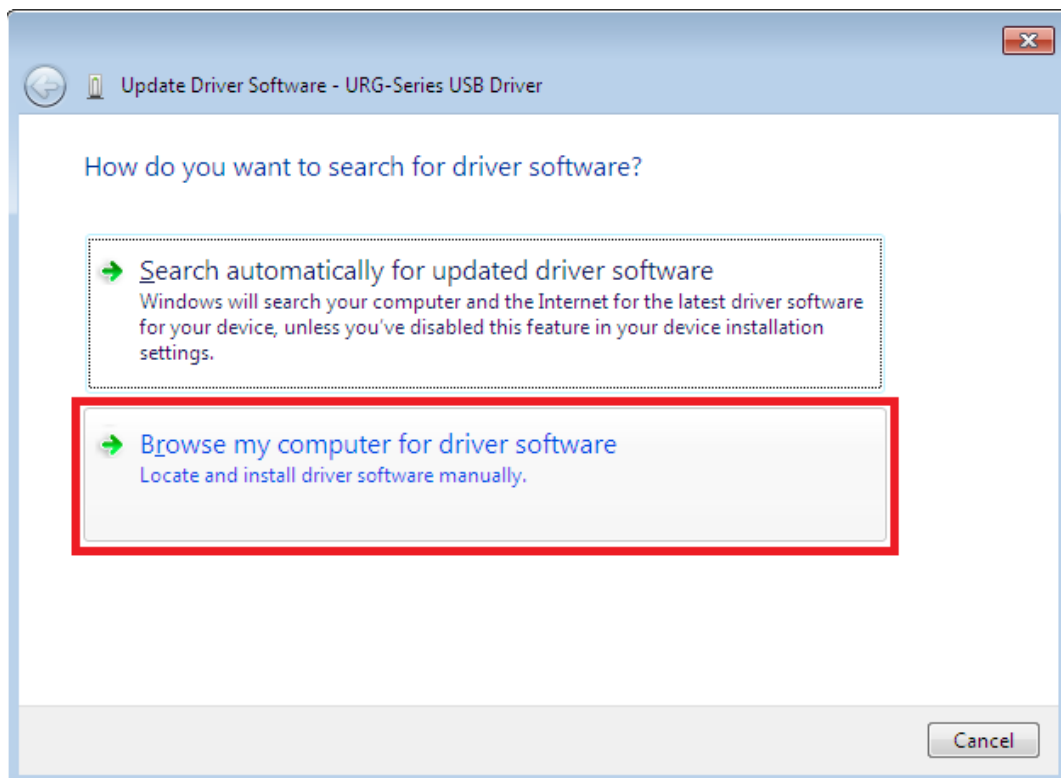 Update Driver Software - URG-Series USB Driver
How do you want to search for driver software?
Search automatically for updated driver software
Windows will search your computer and the Internet for the latest driver software
for your device, unless you've disabled this feature in your device installation
settings.
Browse my computer for driver software
Locate and install driver software manually.
Cancel